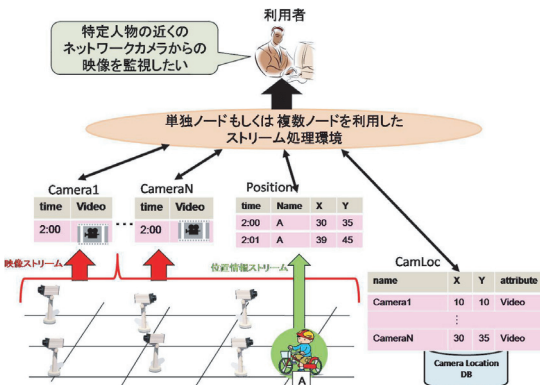 利用者
特定人物の近くの
ネットワークカメラからの
映像を監視したい
単独ノードもしくは複数ノードを利用した
ストリーム処理環境
Camera1
time Video
2:00
...
CameraN
time Video
2:00
Position
time Name X Y
2:00 A 30 35
2:01 A 39 45
映像ストリーム
位置情報ストリーム
CamLoc
name X Y attribute
Camera1 10 10 Video
⋮
CameraN 30 35 Video
Camera Location
DB
A